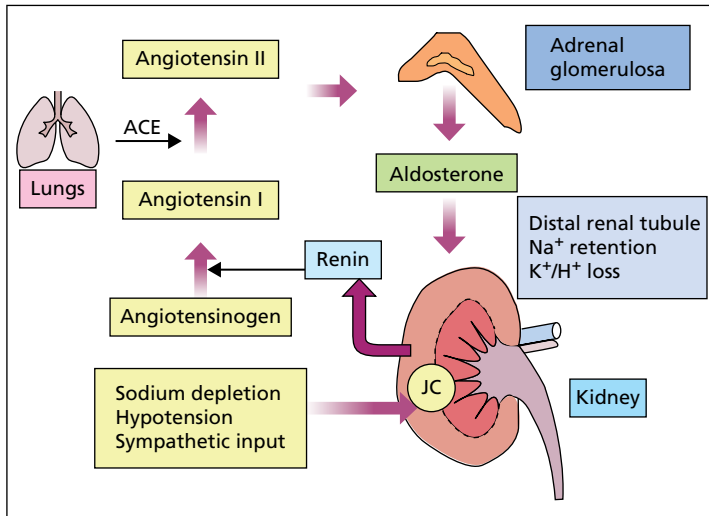 Angiotensin II
Adrenal
glomerulosa
ACE
Lungs
Aldosterone
Angiotensin I
Distal renal tubule
Na⁺ retention
K⁺/H⁺ loss
Renin
Angiotensinogen
JC
Sodium depletion
Hypotension
Sympathetic input
Kidney